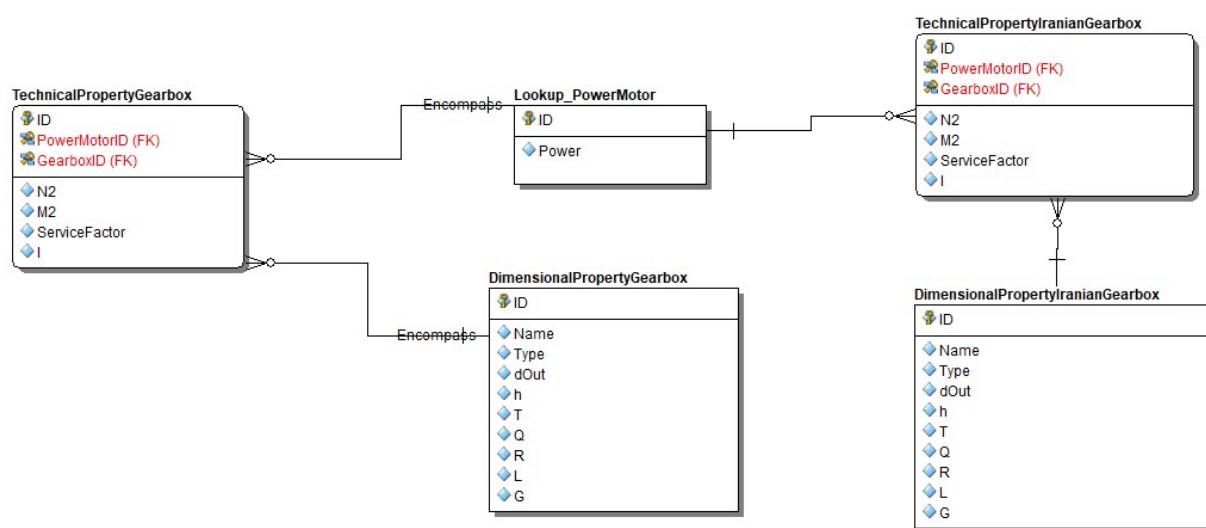 TechnicalPropertyGearbox
ID
PowerMotorID (FK)
GearboxID (FK)
N2
M2
ServiceFactor
I
Encompass
Lookup_PowerMotor
ID
Power
TechnicalPropertyIranianGearbox
ID
PowerMotorID (FK)
GearboxID (FK)
N2
M2
ServiceFactor
I
Encompass
DimensionalPropertyGearbox
ID
Name
Type
dOut
h
T
Q
R
L
G
DimensionalPropertyIranianGearbox
ID
Name
Type
dOut
h
T
Q
R
L
G